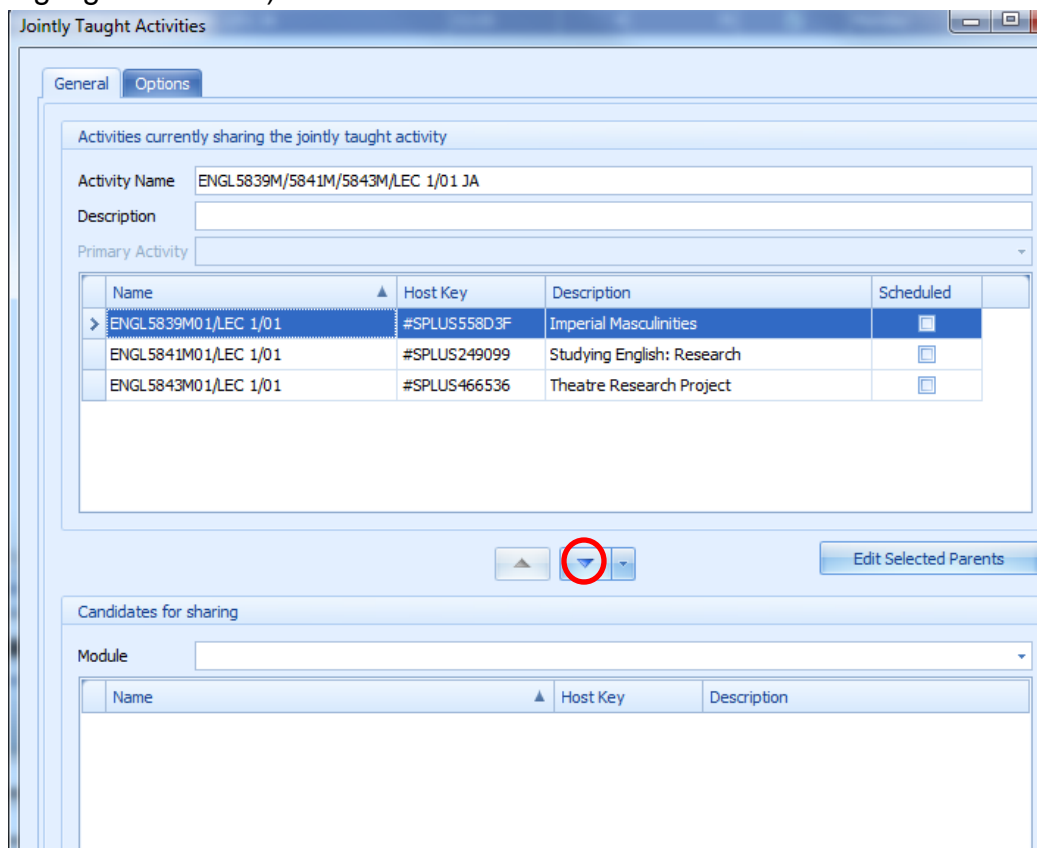 Jointly Taught Activities
General Options
Activities currently sharing the jointly taught activity
Activity Name ENGL5839M/5841M/5843M/LEC 1/01 JA
Description
Primary Activity
Name Host Key Description Scheduled
ENGL5839M01/LEC 1/01 #SPLUS558D3F Imperial Masculinities
ENGL5841M01/LEC 1/01 #SPLUS249099 Studying English: Research
ENGL5843M01/LEC 1/01 #SPLUS466536 Theatre Research Project
Edit Selected Parents
Candidates for sharing
Module
Name Host Key Description